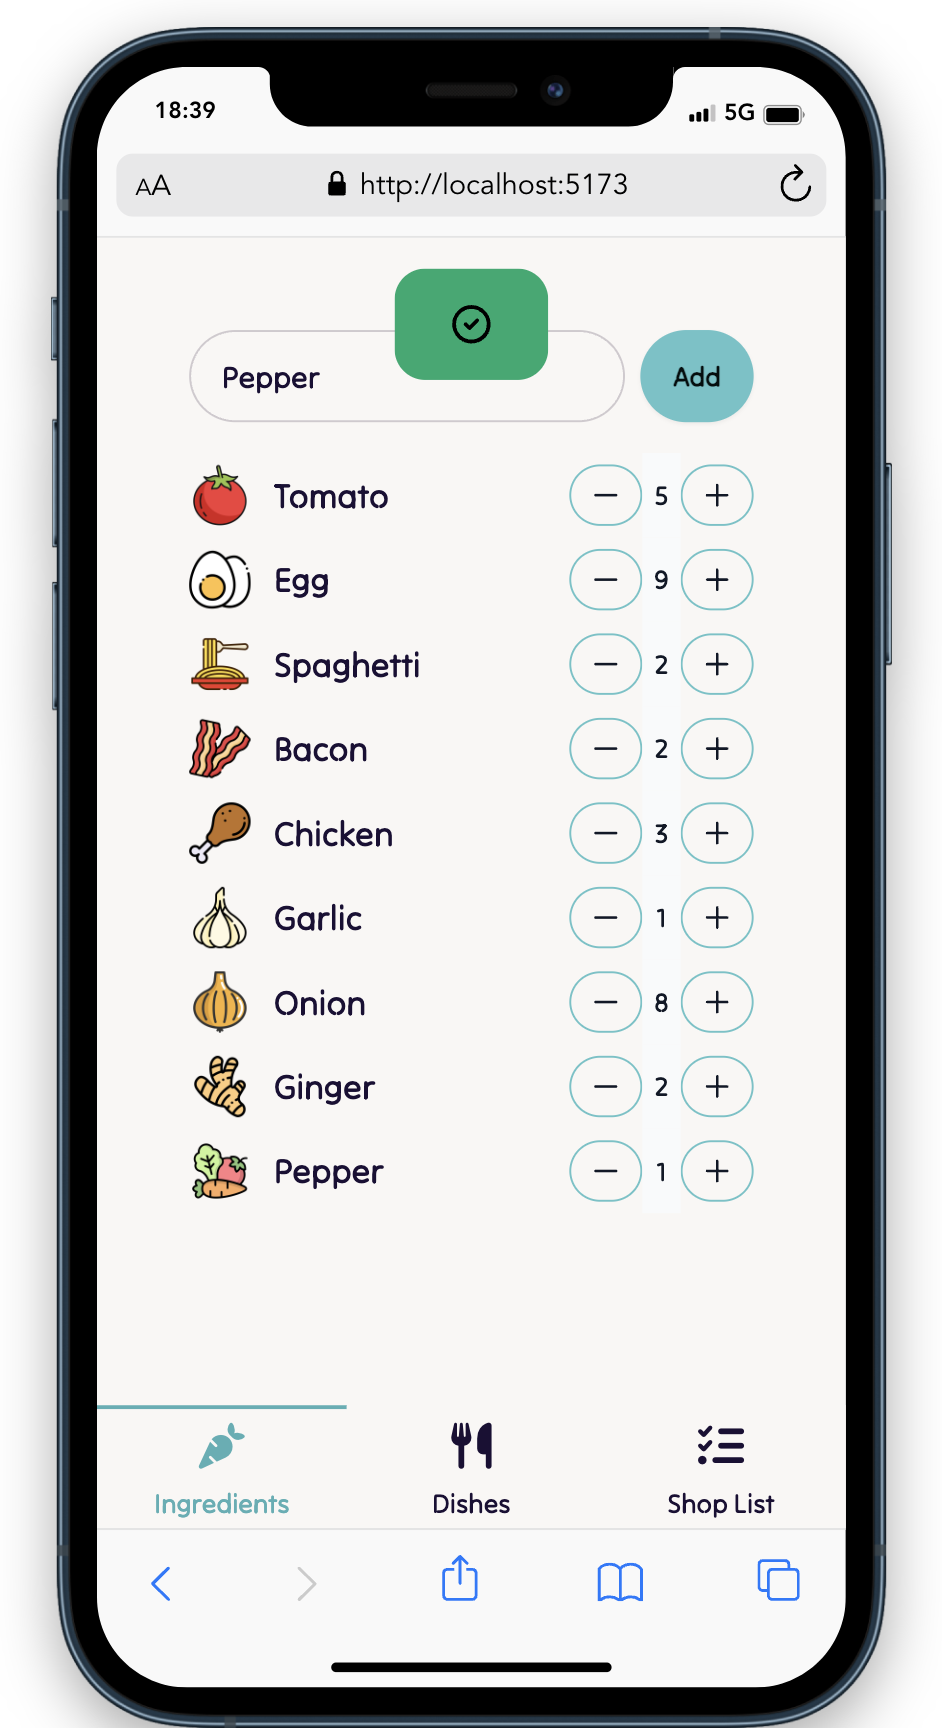 18:39 5G
AA http://localhost:5173
Pepper Add
Tomato 5
Egg 9
Spaghetti 2
Bacon 2
Chicken 3
Garlic 1
Onion 8
Ginger 2
Pepper 1
Ingredients Dishes Shop List